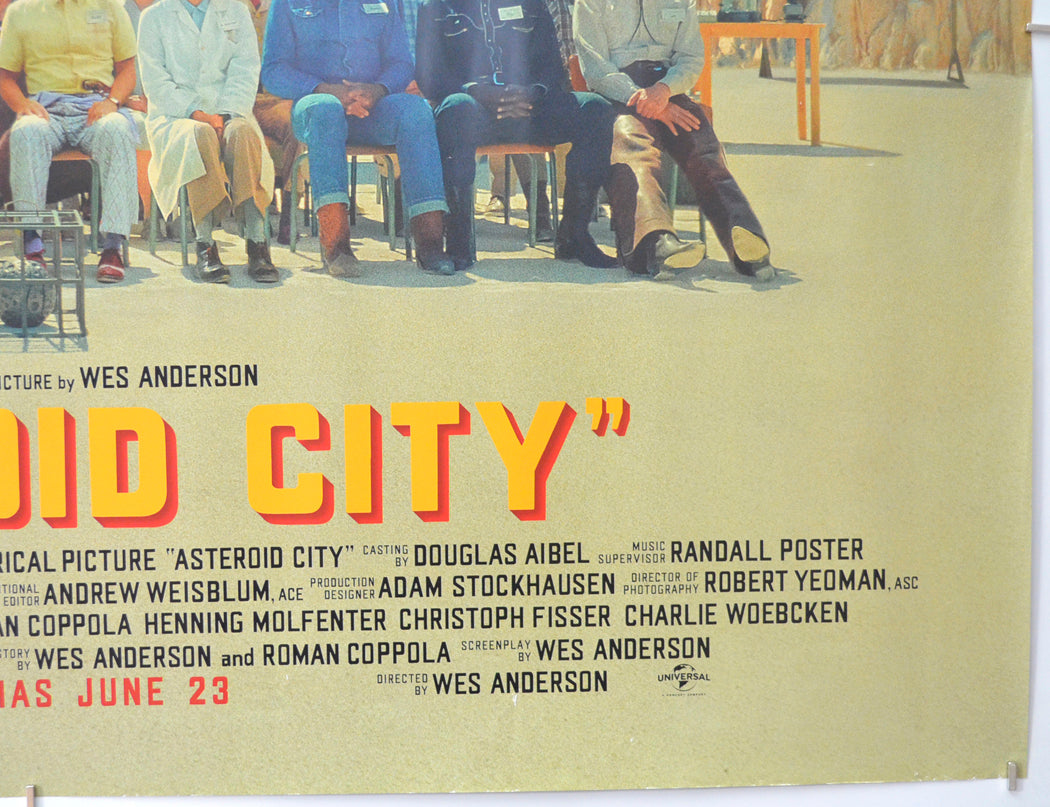 ICTURE by WES ANDERSON
OID CITY”
RICAL PICTURE "ASTEROID CITY" CASTING BY DOUGLAS AIBEL MUSIC SUPERVISOR RANDALL POSTER
TIONAL EDITOR ANDREW WEISBLUM, ACE PRODUCTION DESIGNER ADAM STOCKHAUSEN DIRECTOR OF PHOTOGRAPHY ROBERT YEOMAN, ASC
AN COPPOLA HENNING MOLFENTER CHRISTOPH FISSER CHARLIE WOEBCKEN
STORY BY WES ANDERSON and ROMAN COPPOLA SCREENPLAY BY WES ANDERSON
MAS JUNE 23 DIRECTED BY WES ANDERSON UNIVERSAL